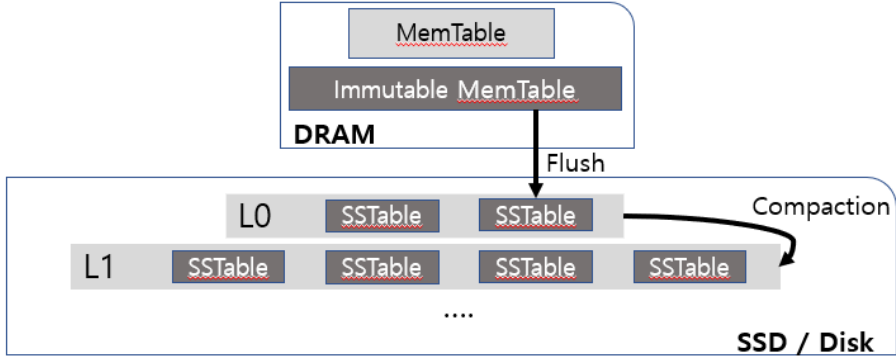 MemTable
Immutable MemTable
DRAM
Flush
Compaction
L0 SSTable SSTable
L1 SSTable SSTable SSTable SSTable
....
SSD / Disk